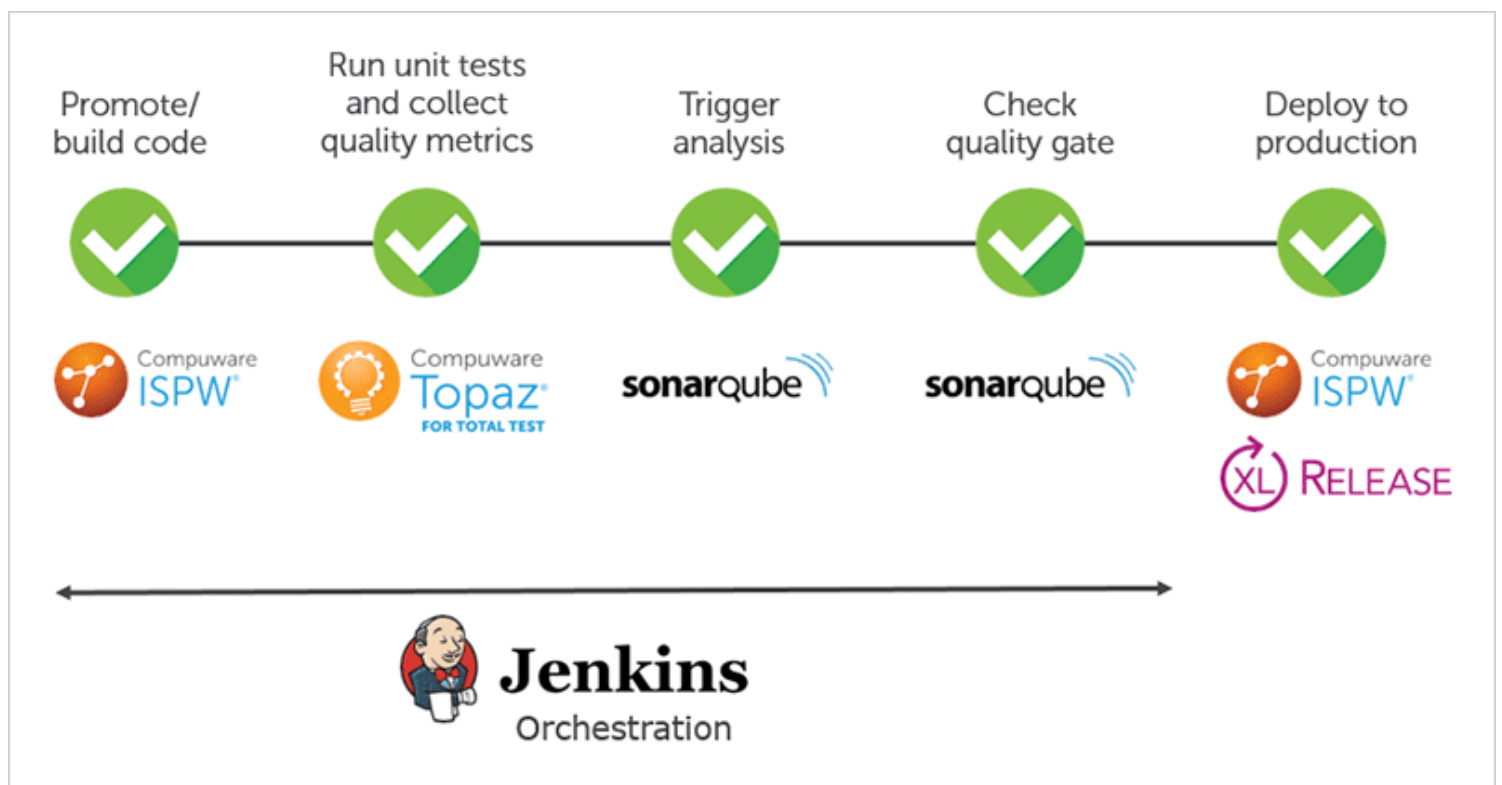 Promote/
build code
Run unit tests
and collect
quality metrics
Trigger
analysis
Check
quality gate
Deploy to
production
Compuware
ISPW®
Compuware
Topaz®
FOR TOTAL TEST
sonarqube
sonarqube
Compuware
ISPW®
XL RELEASE
Jenkins
Orchestration